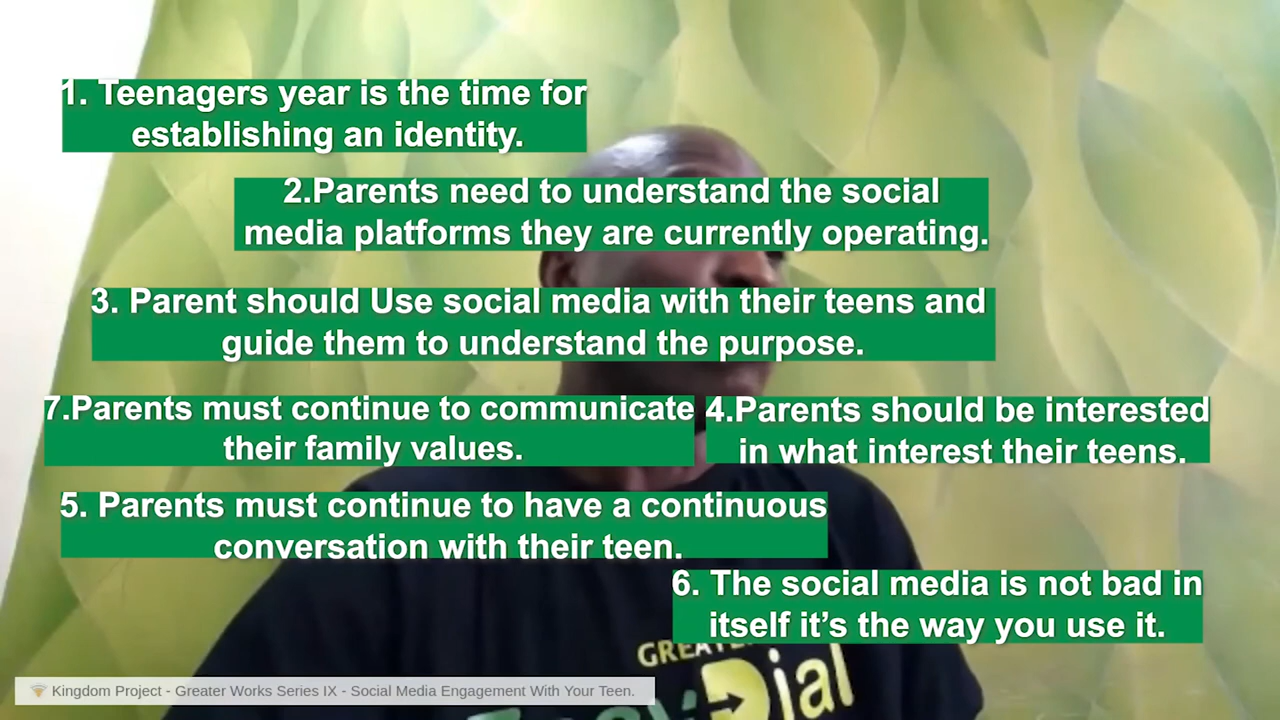 1. Teenagers year is the time for
establishing an identity.
2.Parents need to understand the social
media platforms they are currently operating.
3. Parent should Use social media with their teens and
guide them to understand the purpose.
7.Parents must continue to communicate
their family values.
4.Parents should be interested
in what interest their teens.
5. Parents must continue to have a continuous
conversation with their teen.
6. The social media is not bad in
itself it’s the way you use it.
Kingdom Project - Greater Works Series IX - Social Media Engagement With Your Teen.